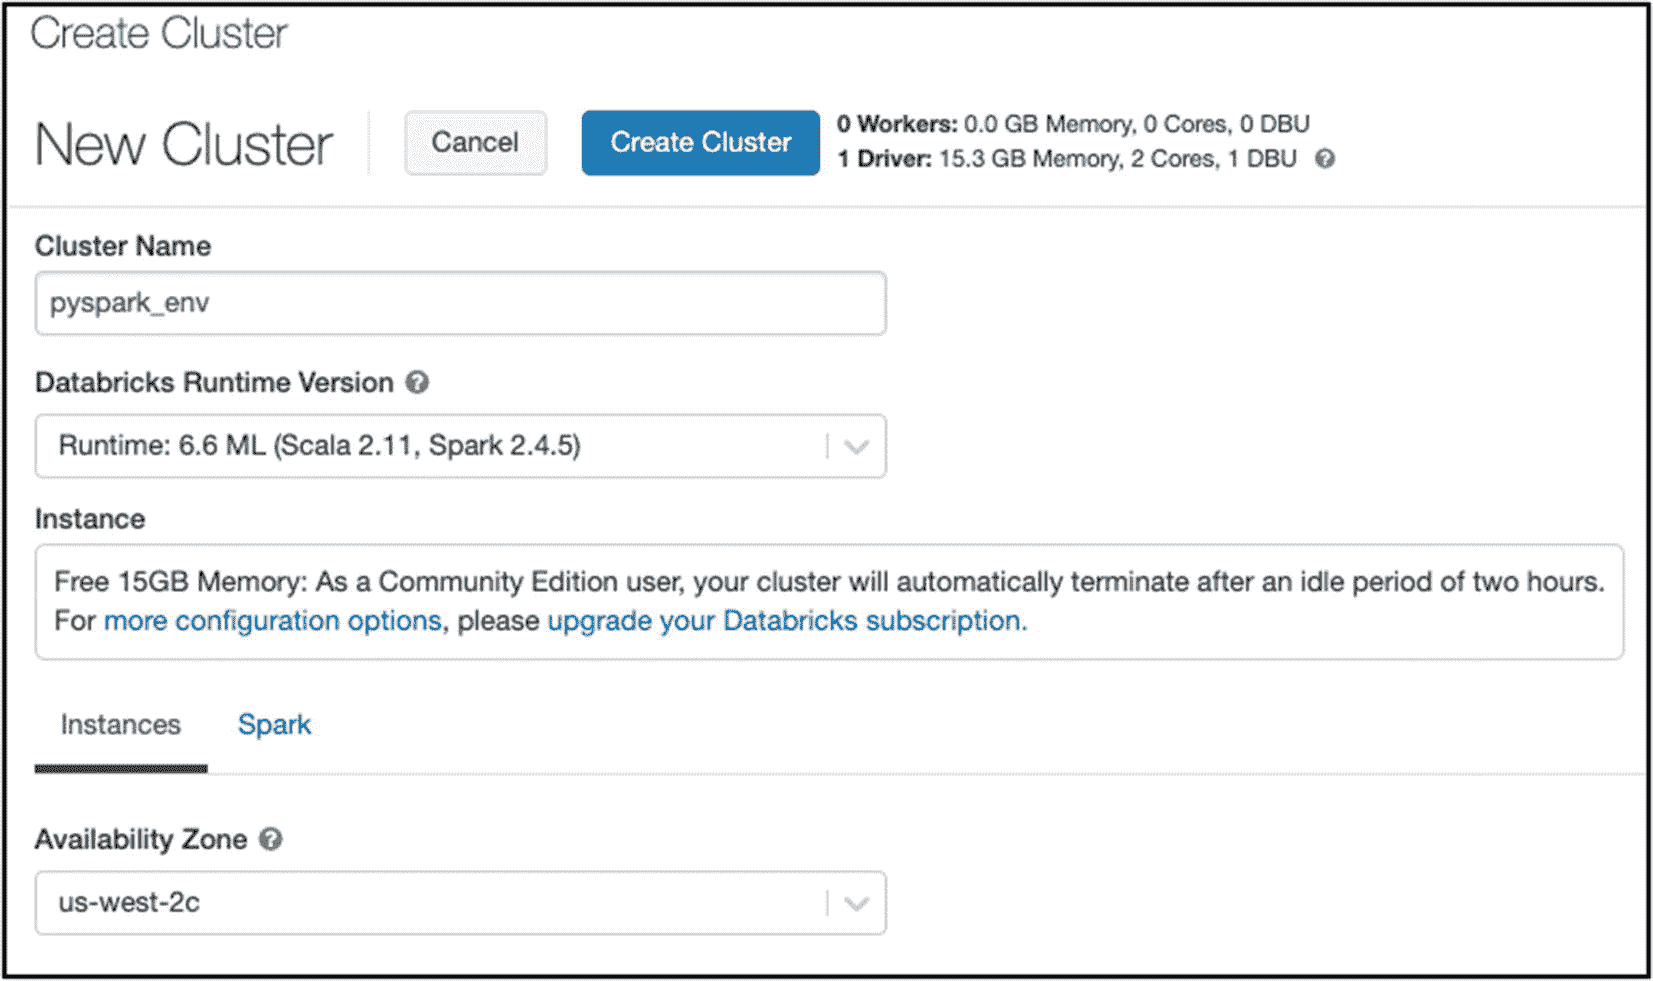 Create Cluster
New Cluster
Cancel
Create Cluster
0 Workers: 0.0 GB Memory, 0 Cores, 0 DBU
1 Driver: 15.3 GB Memory, 2 Cores, 1 DBU ?
Cluster Name
pyspark_env
Databricks Runtime Version ?
Runtime: 6.6 ML (Scala 2.11, Spark 2.4.5)
Instance
Free 15GB Memory: As a Community Edition user, your cluster will automatically terminate after an idle period of two hours.
For more configuration options, please upgrade your Databricks subscription.
Instances
Spark
Availability Zone ?
us-west-2c